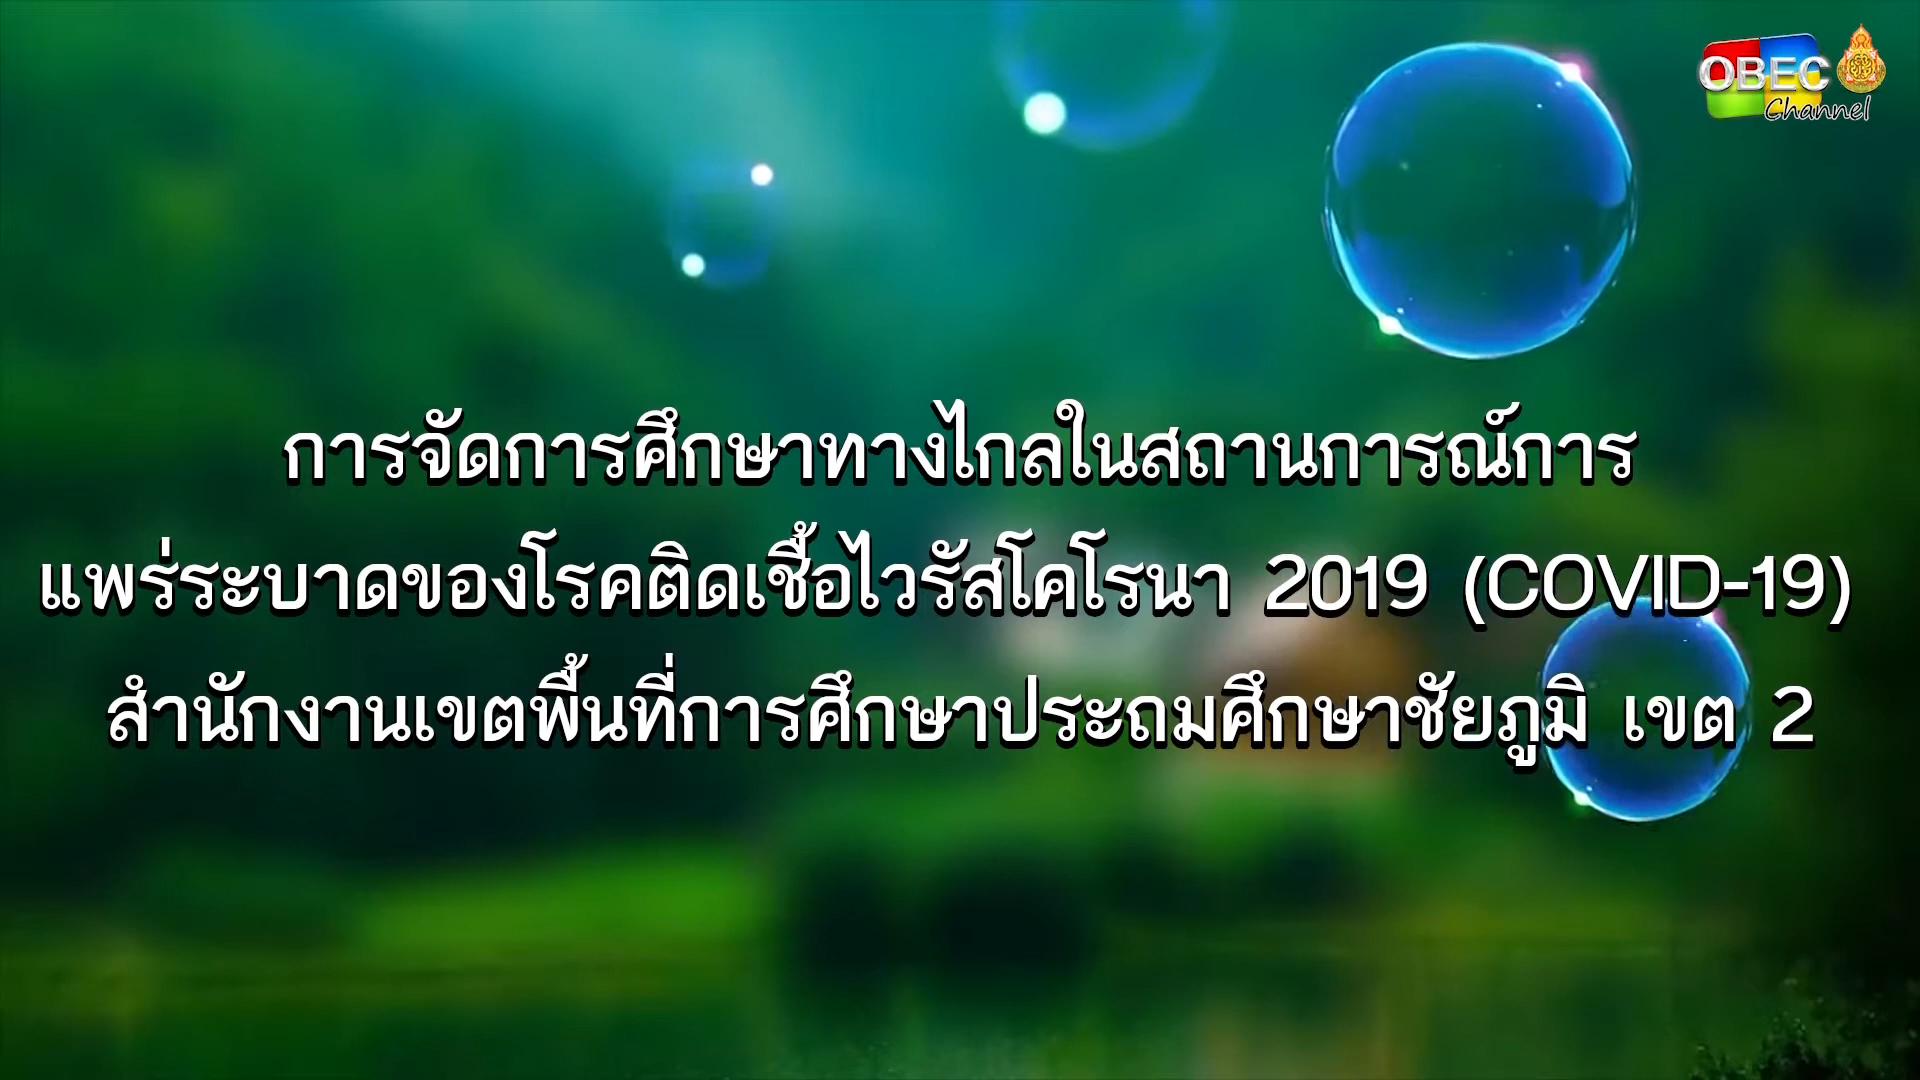 OBEC
Channel
การจัดการศึกษาทางไกลในสถานการณ์การ
แพร่ระบาดของโรคติดเชื้อไวรัสโคโรนา 2019 (COVID-19)
สำนักงานเขตพื้นที่การศึกษาประถมศึกษาชัยภูมิ เขต 2